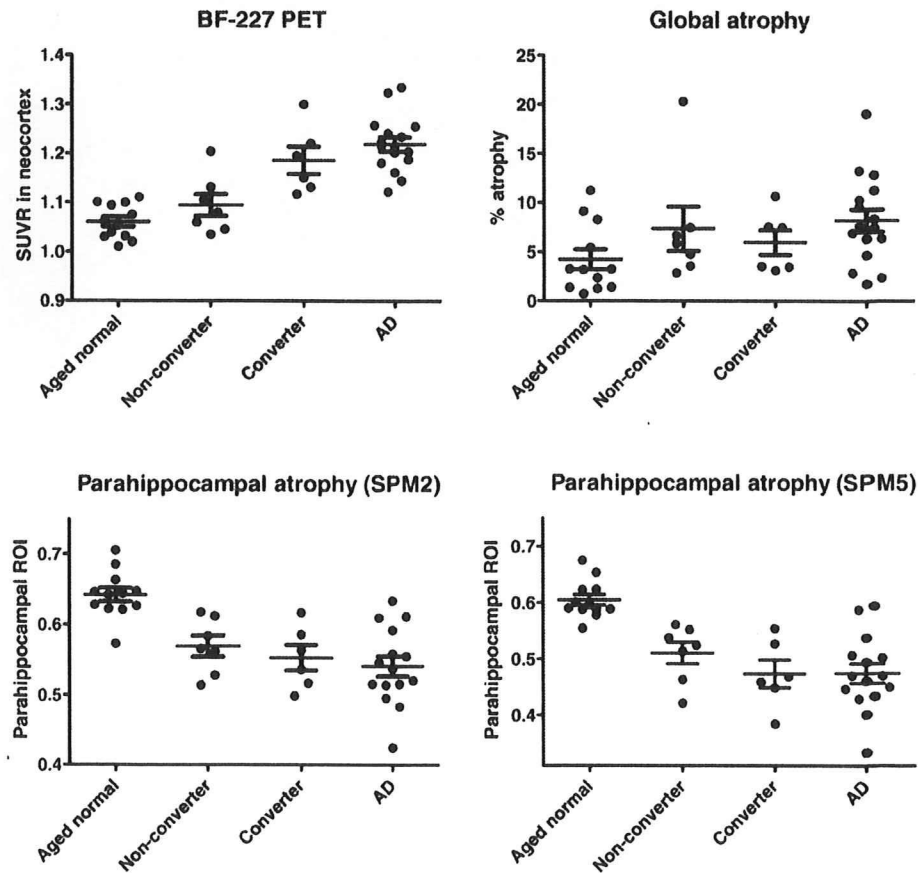 BF-227 PET
SUVR in neocortex
1.4
1.3
1.2
1.1
1.0
0.9
Aged normal
Non-converter
Converter
AD
Global atrophy
% atrophy
25
20
15
10
5
0
Aged normal
Non-converter
Converter
AD
Parahippocampal atrophy (SPM2)
Parahippocampal ROI
0.7
0.6
0.5
0.4
Aged normal
Non-converter
Converter
AD
Parahippocampal atrophy (SPM5)
Parahippocampal ROI
0.7
0.6
0.5
0.4
Aged normal
Non-converter
Converter
AD